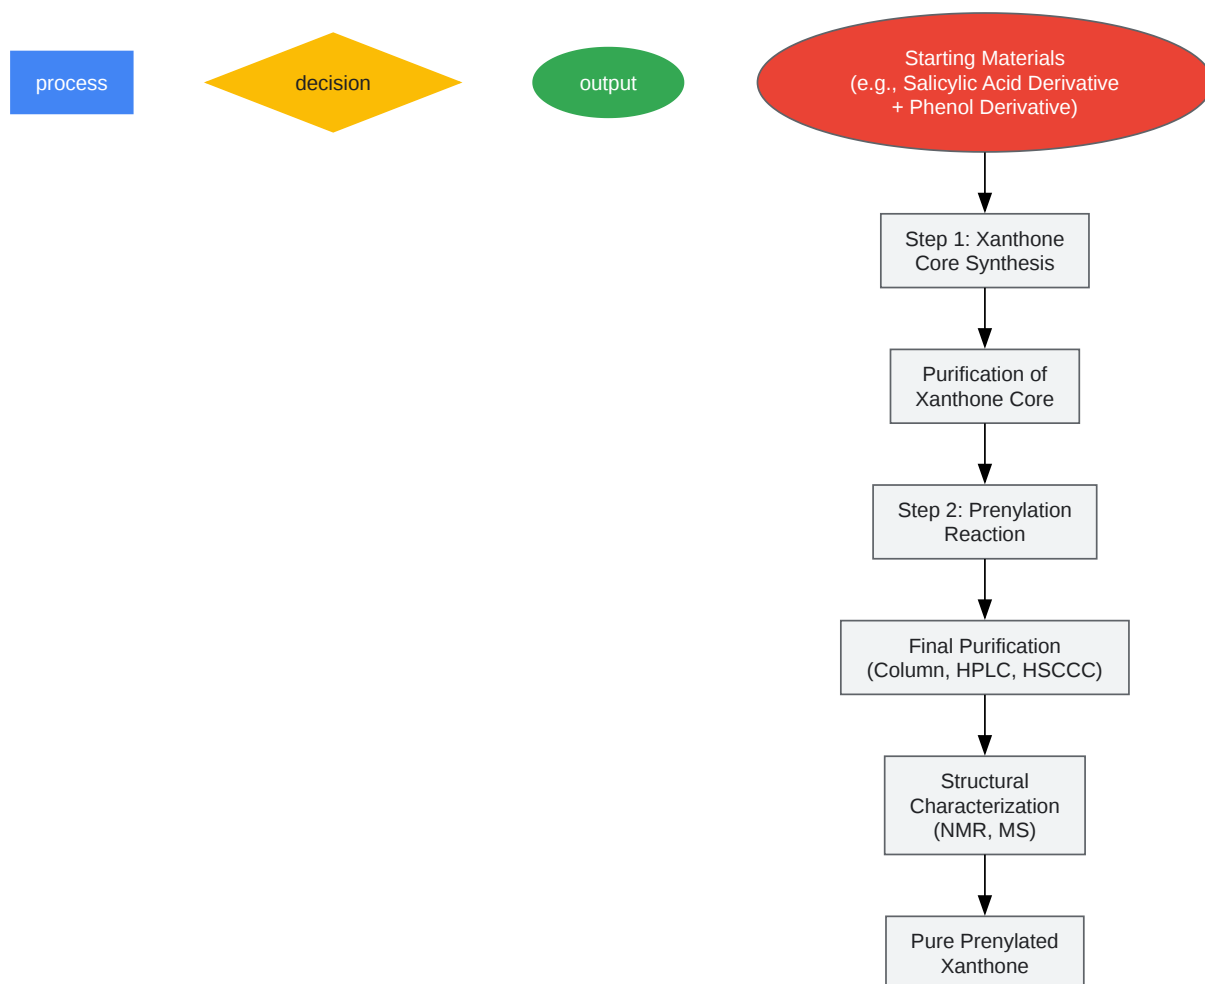 process
decision
output
Starting Materials
(e.g., Salicylic Acid Derivative
+ Phenol Derivative)
Step 1: Xanthone
Core Synthesis
Purification of
Xanthone Core
Step 2: Prenylation
Reaction
Final Purification
(Column, HPLC, HSCCC)
Structural
Characterization
(NMR, MS)
Pure Prenylated
Xanthone